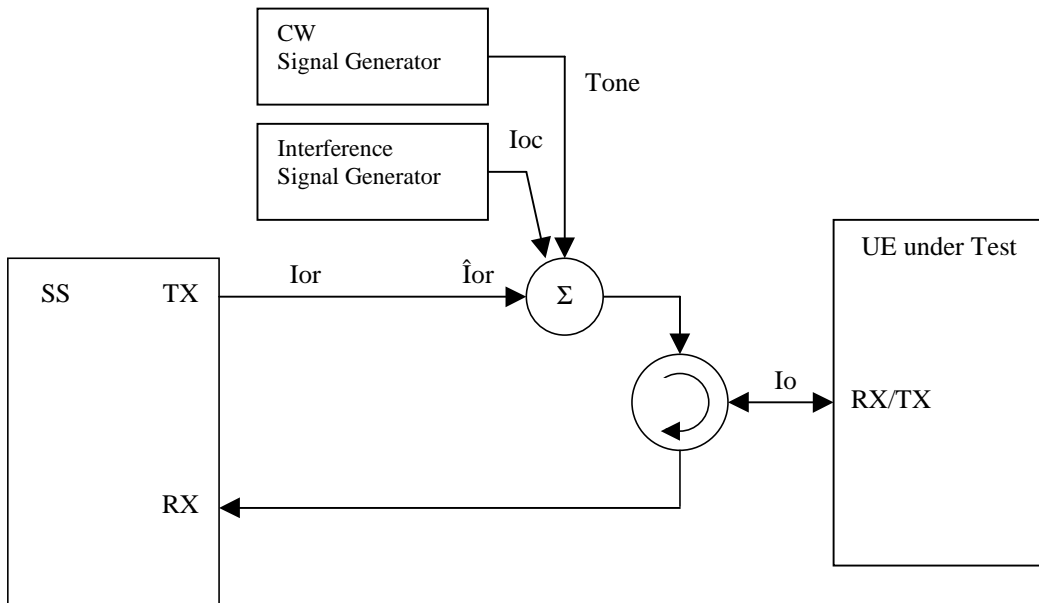 CW
Signal Generator
Tone
Interference
Signal Generator
Ioc
UE under Test
SS
TX
Ior
Îor
Σ
Io
RX/TX
RX